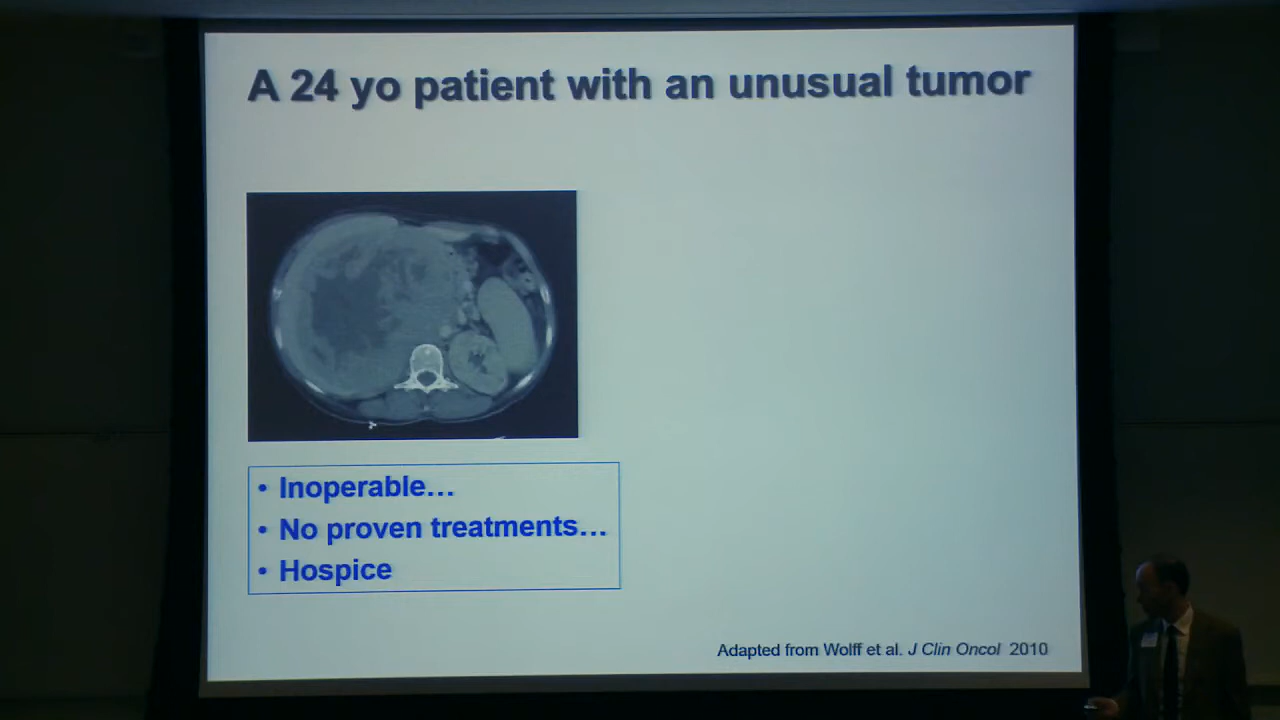 A 24 yo patient with an unusual tumor
• Inoperable…
• No proven treatments…
• Hospice
Adapted from Wolff et al. J Clin Oncol 2010